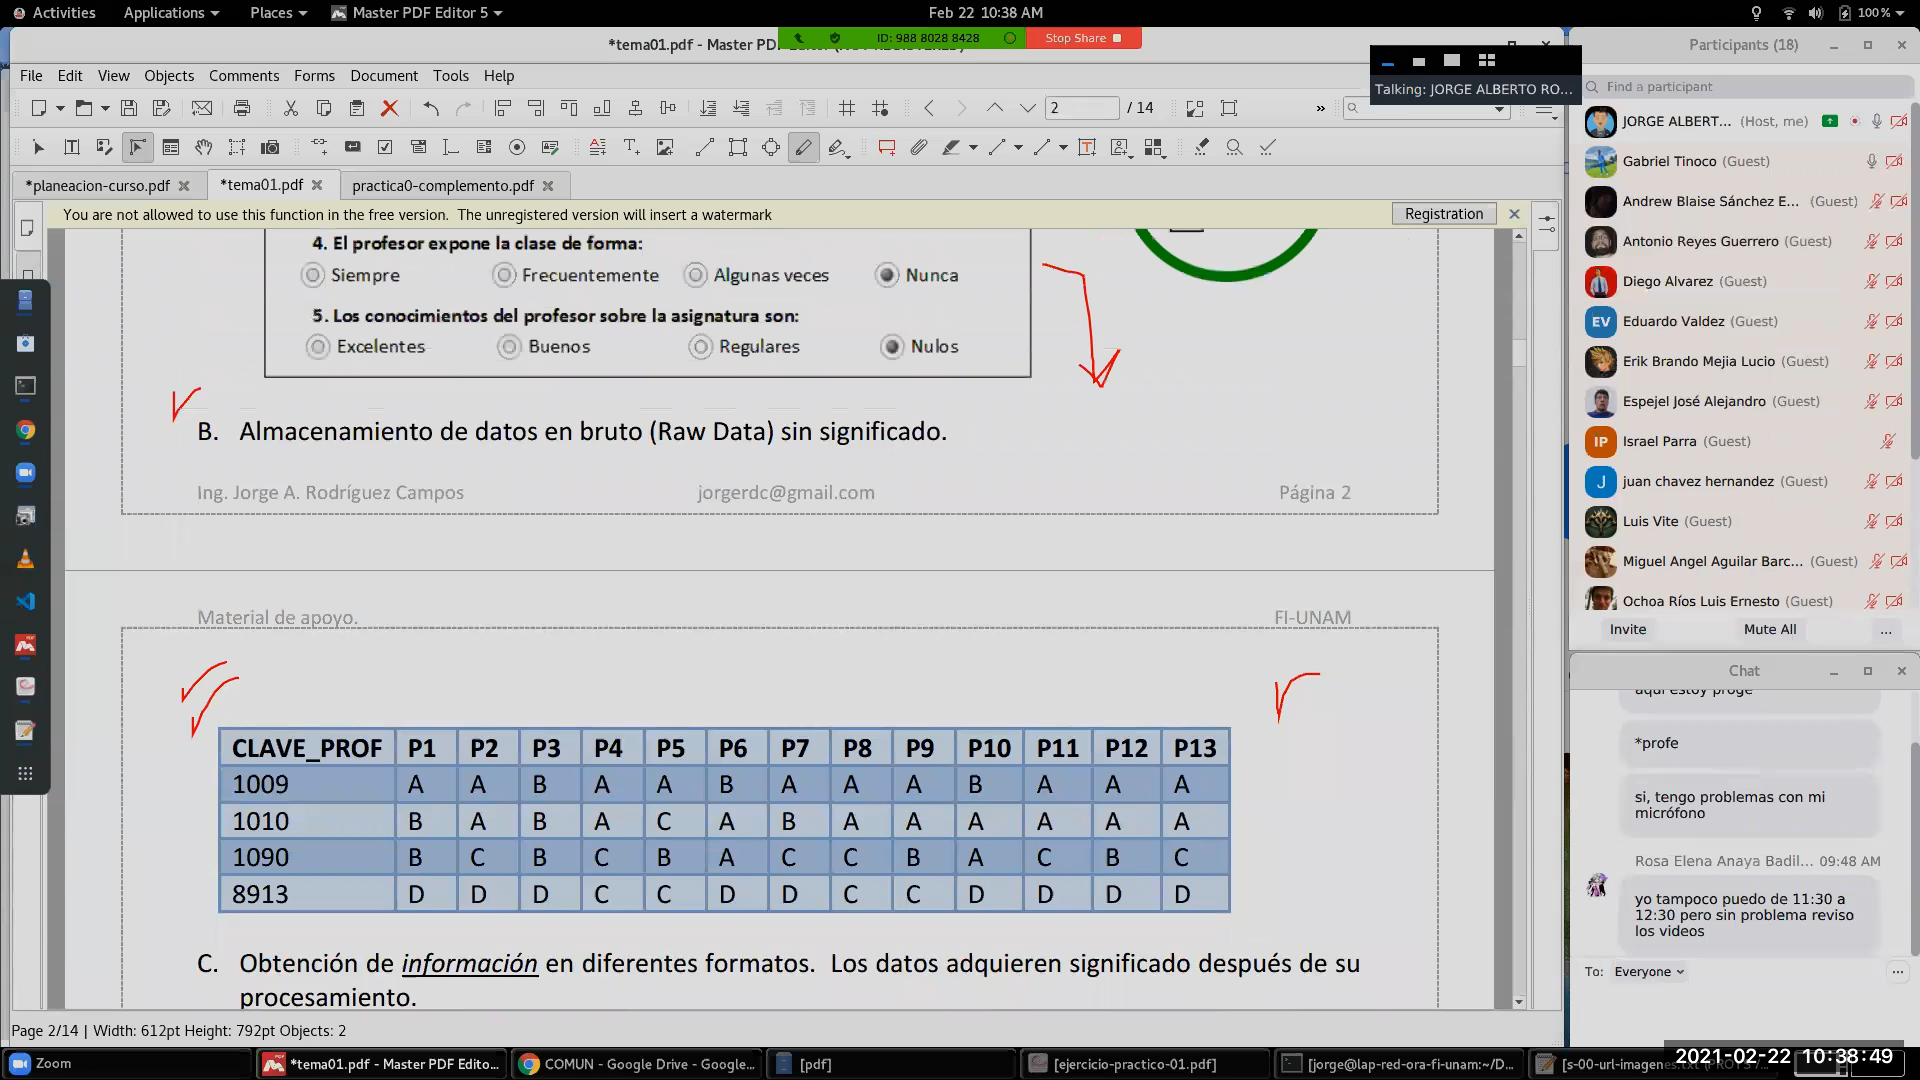 Activities Applications Places Master PDF Editor 5 Feb 22 10:38 AM 100%
*tema01.pdf - Master PD
ID: 988 8028 8428 Stop Share
Talking: JORGE ALBERTO RO...
File Edit View Objects Comments Forms Document Tools Help
2 / 14
*planeacion-curso.pdf *tema01.pdf practica0-complemento.pdf
You are not allowed to use this function in the free version. The unregistered version will insert a watermark Registration
4. El profesor expone la clase de forma:
Siempre Frecuentemente Algunas veces Nunca
5. Los conocimientos del profesor sobre la asignatura son:
Excelentes Buenos Regulares Nulos
B. Almacenamiento de datos en bruto (Raw Data) sin significado.
Ing. Jorge A. Rodríguez Campos jorgerdc@gmail.com Página 2
Material de apoyo. FI-UNAM
CLAVE_PROF P1 P2 P3 P4 P5 P6 P7 P8 P9 P10 P11 P12 P13
1009 A A B A A B A A A B A A A
1010 B A B A C A B A A A A A A
1090 B C B C B A C C B A C B C
8913 D D D C C D D C C D D D D
C. Obtención de información en diferentes formatos. Los datos adquieren significado después de su
procesamiento.
Page 2/14 | Width: 612pt Height: 792pt Objects: 2
Participants (18)
Find a participant
JORGE ALBERT... (Host, me)
Gabriel Tinoco (Guest)
Andrew Blaise Sánchez E... (Guest)
Antonio Reyes Guerrero (Guest)
Diego Alvarez (Guest)
EV Eduardo Valdez (Guest)
Erik Brando Mejia Lucio (Guest)
Espejel José Alejandro (Guest)
IP Israel Parra (Guest)
J juan chavez hernandez (Guest)
Luis Vite (Guest)
Miguel Angel Aguilar Barc... (Guest)
Ochoa Ríos Luis Ernesto (Guest)
Invite Mute All ...
Chat
aqui estoy proge
*profe
si, tengo problemas con mi
micrófono
Rosa Elena Anaya Badil... 09:48 AM
yo tampoco puedo de 11:30 a
12:30 pero sin problema reviso
los videos
To: Everyone
Zoom *tema01.pdf - Master PDF Edito... COMUN - Google Drive - Google... [pdf] [ejercicio-practico-01.pdf] [jorge@lap-red-ora-fi-unam:~/D... [s-00-url-imagenes.txt
2021-02-22 10:38:49